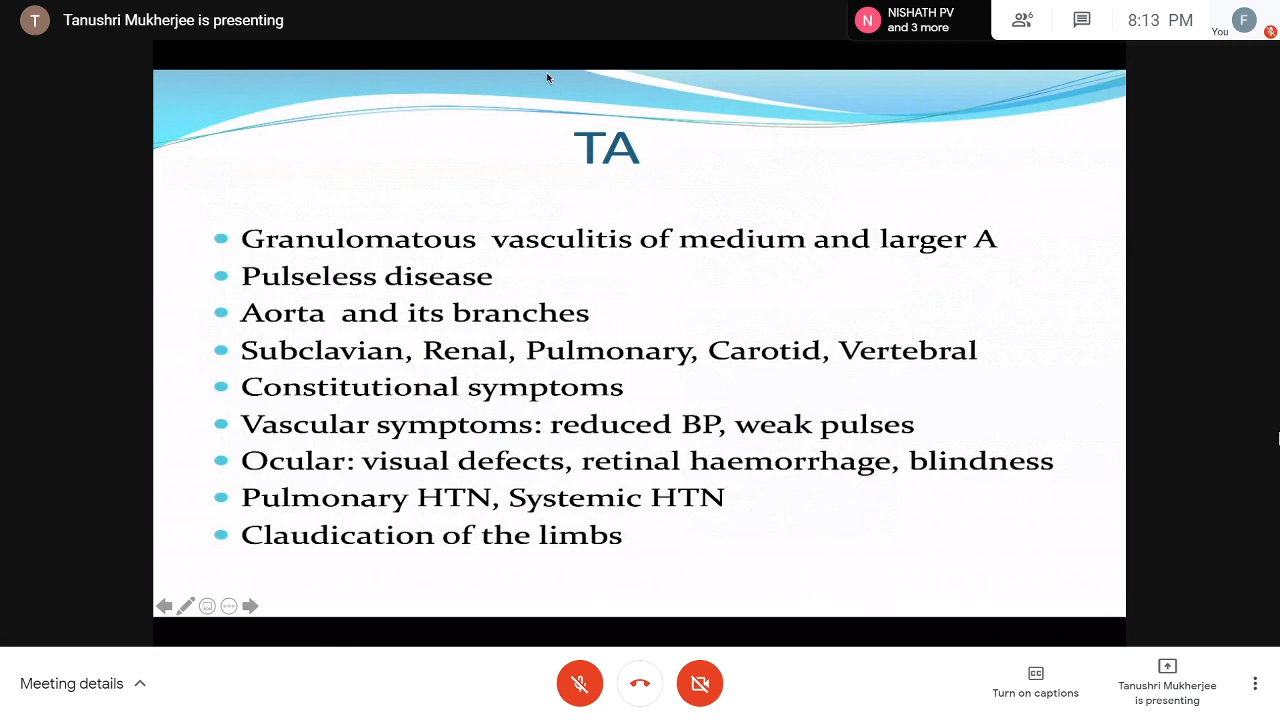 T
Tanushri Mukherjee is presenting
N
NISHATH PV
and 3 more
6
8:13 PM
You
F
TA
Granulomatous vasculitis of medium and larger A
Pulseless disease
Aorta and its branches
Subclavian, Renal, Pulmonary, Carotid, Vertebral
Constitutional symptoms
Vascular symptoms: reduced BP, weak pulses
Ocular: visual defects, retinal haemorrhage, blindness
Pulmonary HTN, Systemic HTN
Claudication of the limbs
Meeting details
CC
Turn on captions
Tanushri Mukherjee
is presenting